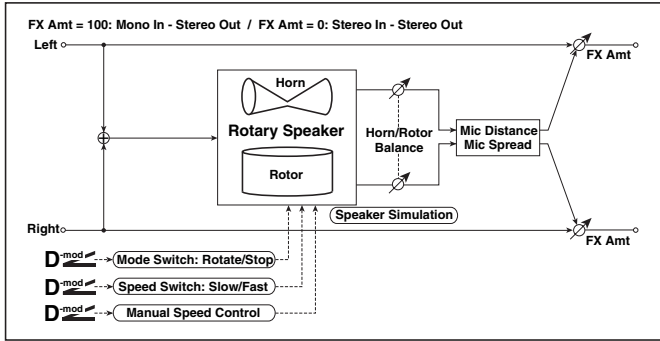 FX Amt = 100: Mono In - Stereo Out / FX Amt = 0: Stereo In - Stereo Out
Left
FX Amt
Horn
Rotary Speaker
Rotor
Horn/Rotor
Balance
Mic Distance
Mic Spread
Speaker Simulation
Right
FX Amt
D-mod
Mode Switch: Rotate/Stop
D-mod
Speed Switch: Slow/Fast
D-mod
Manual Speed Control